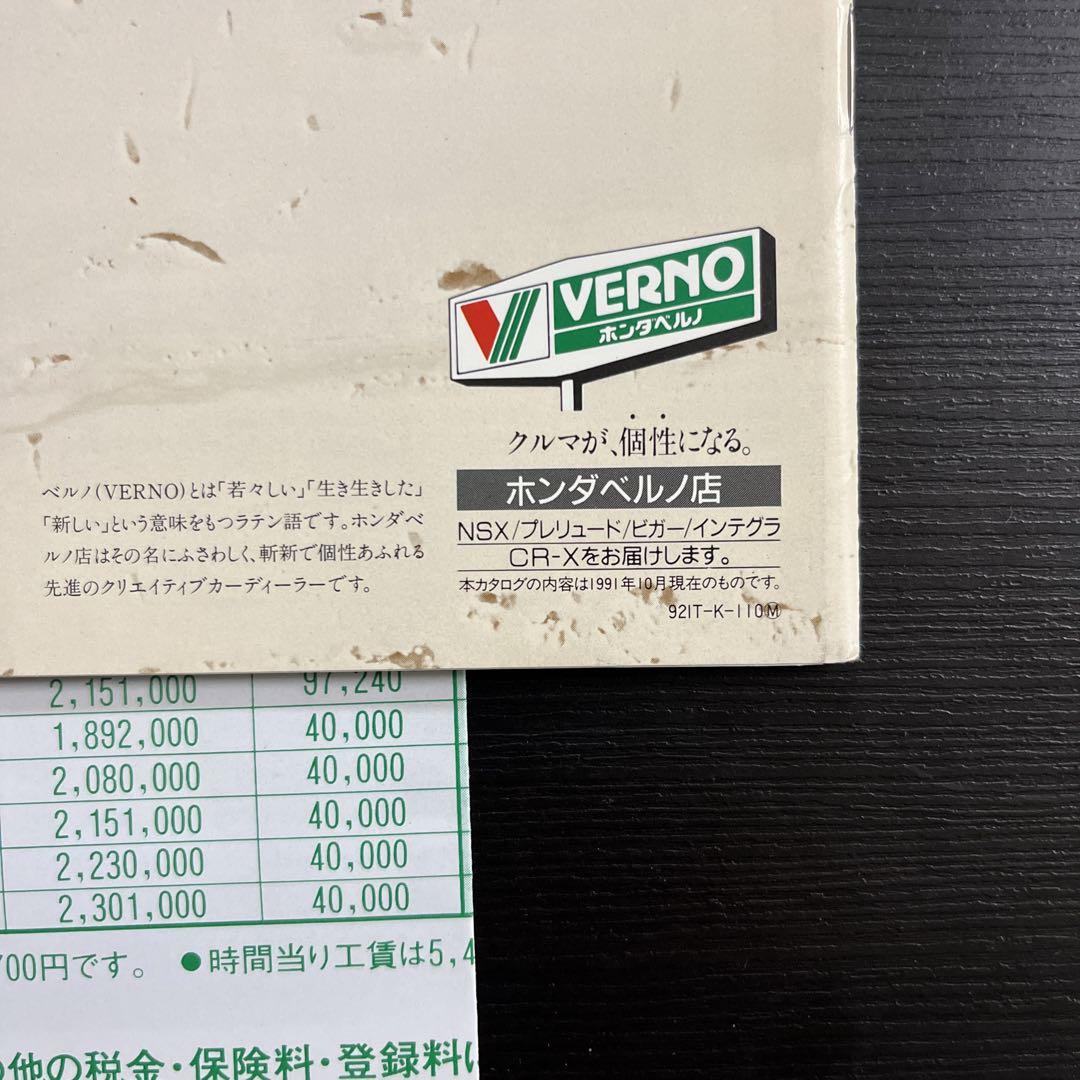 VERNO
ホンダベルノ
クルマが、個性になる。
ホンダベルノ店
NSX/プレリュード/ビガー/インテグラ
CR-Xをお届けします。
本カタログの内容は1991年10月現在のものです。
921T-K-110Ⓜ
ベルノ(VERNO)とは「若々しい」「生き生きした」
「新しい」という意味をもつラテン語です。ホンダベ
ルノ店はその名にふさわしく、斬新で個性あふれる
先進のクリエイティブカーディーラーです。
2,151,000 97,240
1,892,000 40,000
2,080,000 40,000
2,151,000 40,000
2,230,000 40,000
2,301,000 40,000
700円です。 ●時間当り工賃は5,4
の他の税金・保険料・登録料は